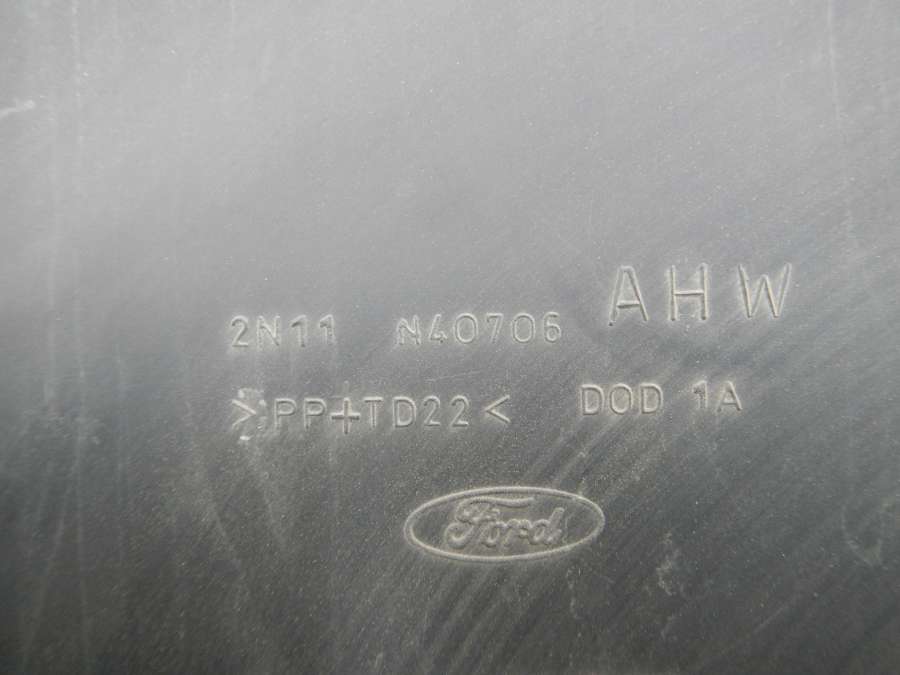 2N11 N40706 AHW
>PP+TD22< DOD 1A
Ford